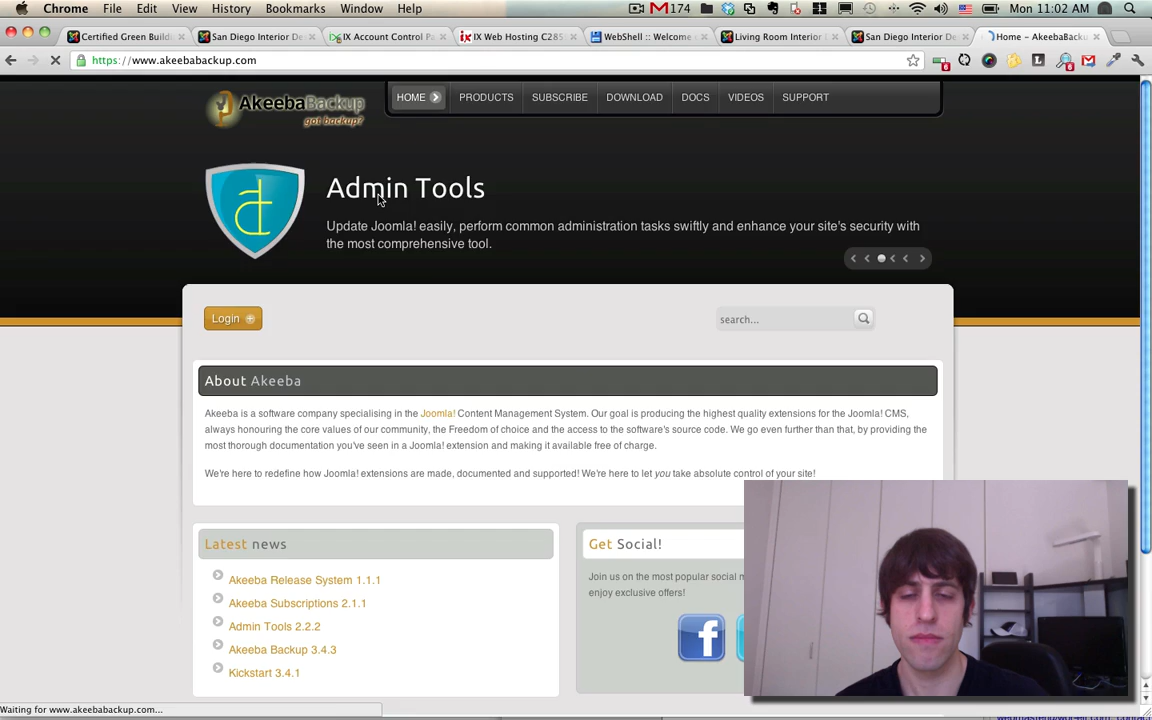 Chrome File Edit View History Bookmarks Window Help 174 Mon 11:02 AM
Certified Green Buildi San Diego Interior De IX Account Control Pa IX Web Hosting C285 WebShell :: Welcome Living Room Interior San Diego Interior De Home – AkeebaBacku
https://www.akeebabackup.com
AkeebaBackup
got backup?
HOME PRODUCTS SUBSCRIBE DOWNLOAD DOCS VIDEOS SUPPORT
Admin Tools
Update Joomla! easily, perform common administration tasks swiftly and enhance your site's security with
the most comprehensive tool.
Login
search...
About Akeeba
Akeeba is a software company specialising in the Joomla! Content Management System. Our goal is producing the highest quality extensions for the Joomla! CMS,
always honouring the core values of our community, the Freedom of choice and the access to the software's source code. We go even further than that, by providing the
most thorough documentation you've seen in a Joomla! extension and making it available free of charge.
We're here to redefine how Joomla! extensions are made, documented and supported! We're here to let you take absolute control of your site!
Latest news
Akeeba Release System 1.1.1
Akeeba Subscriptions 2.1.1
Admin Tools 2.2.2
Akeeba Backup 3.4.3
Kickstart 3.4.1
Get Social!
Join us on the most popular social
enjoy exclusive offers!
Waiting for www.akeebabackup.com...